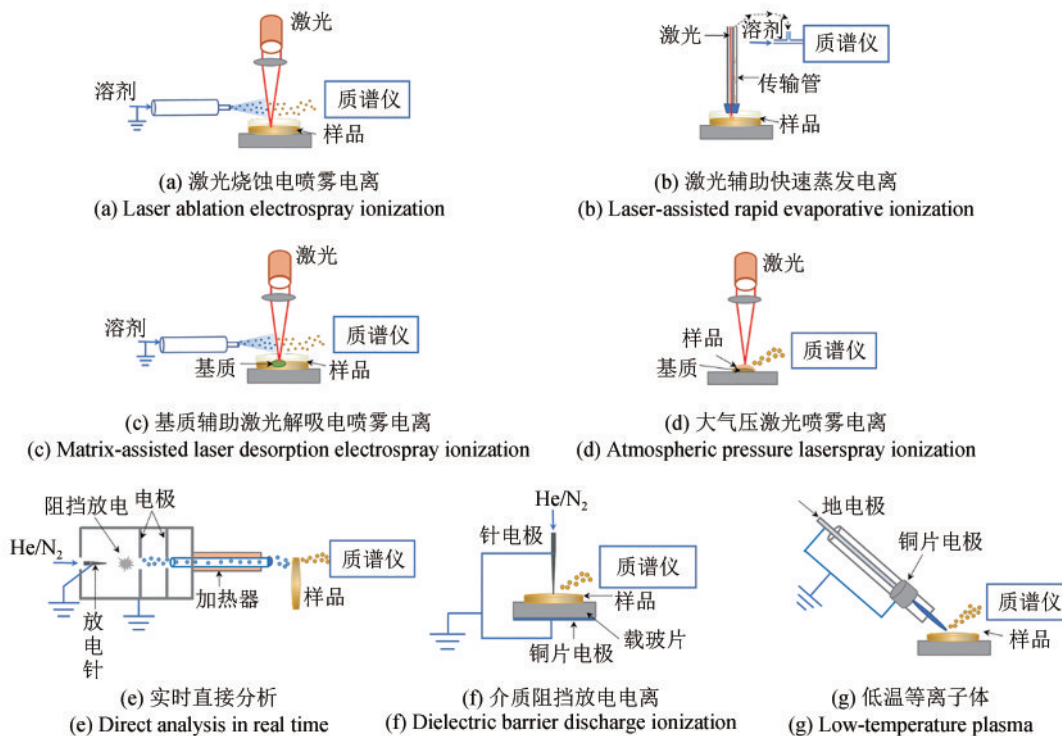 激光
溶剂
质谱仪
样品
(a) 激光烧蚀电喷雾电离
(a) Laser ablation electrospray ionization
激光
溶剂
质谱仪
传输管
样品
(b) 激光辅助快速蒸发电离
(b) Laser-assisted rapid evaporative ionization
激光
溶剂
质谱仪
基质
样品
(c) 基质辅助激光解吸电喷雾电离
(c) Matrix-assisted laser desorption electrospray ionization
激光
样品
基质
质谱仪
(d) 大气压激光喷雾电离
(d) Atmospheric pressure laserspray ionization
阻挡放电
电极
He/N₂
质谱仪
加热器
样品
放
电
针
(e) 实时直接分析
(e) Direct analysis in real time
He/N₂
针电极
质谱仪
样品
载玻片
铜片电极
(f) 介质阻挡放电电离
(f) Dielectric barrier discharge ionization
地电极
铜片电极
质谱仪
样品
(g) 低温等离子体
(g) Low-temperature plasma